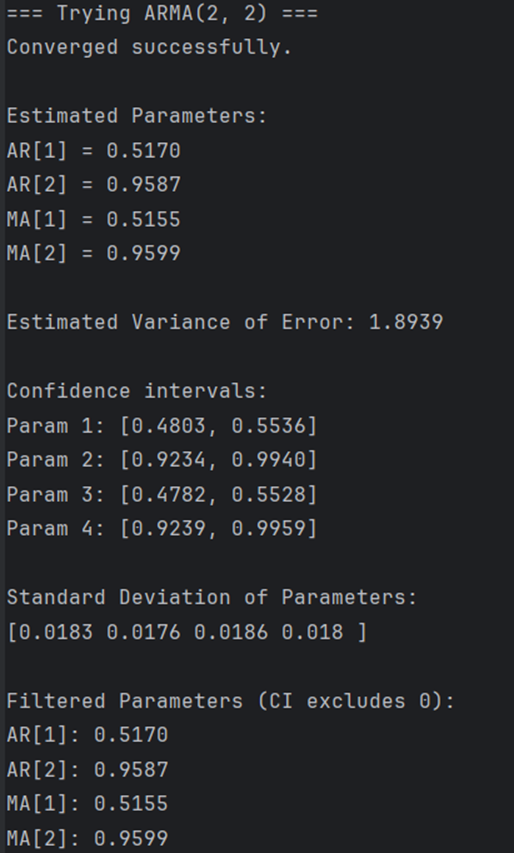 === Trying ARMA(2, 2) ===
Converged successfully.
Estimated Parameters:
AR[1] = 0.5170
AR[2] = 0.9587
MA[1] = 0.5155
MA[2] = 0.9599
Estimated Variance of Error: 1.8939
Confidence intervals:
Param 1: [0.4803, 0.5536]
Param 2: [0.9234, 0.9940]
Param 3: [0.4782, 0.5528]
Param 4: [0.9239, 0.9959]
Standard Deviation of Parameters:
[0.0183 0.0176 0.0186 0.018 ]
Filtered Parameters (CI excludes 0):
AR[1]: 0.5170
AR[2]: 0.9587
MA[1]: 0.5155
MA[2]: 0.9599